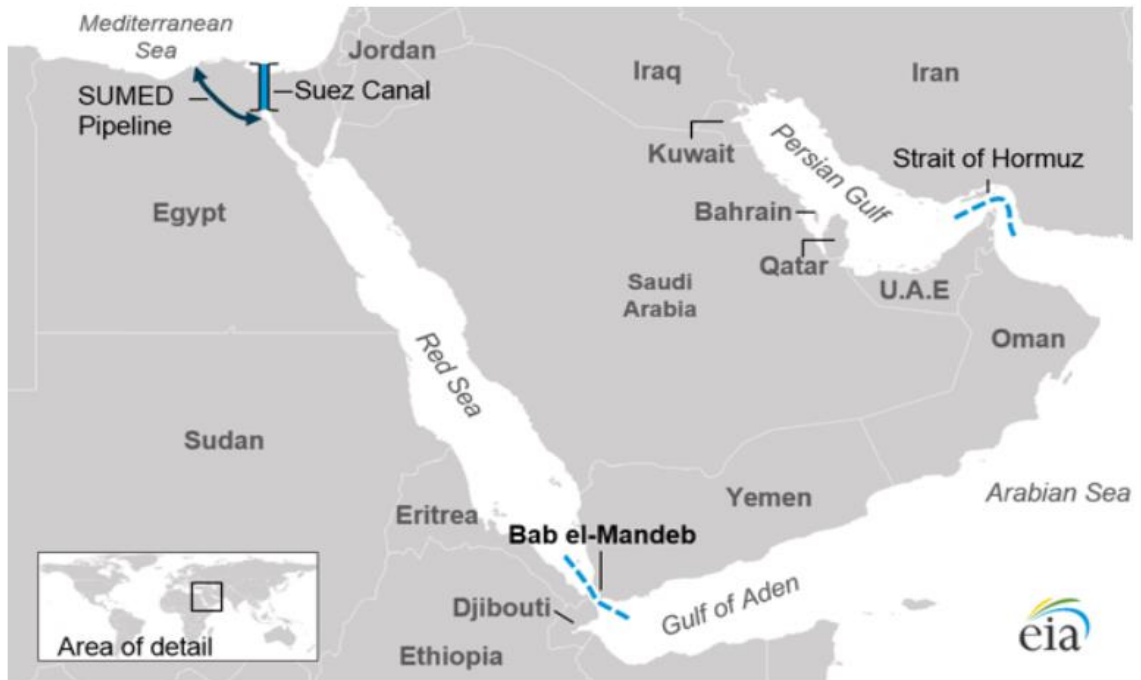 Mediterranean
Sea
Jordan
Iraq
Iran
SUMED
Pipeline
Suez Canal
Kuwait
Persian Gulf
Strait of Hormuz
Egypt
Bahrain
Qatar
Saudi
Arabia
U.A.E
Oman
Red Sea
Sudan
Arabian Sea
Yemen
Eritrea
Bab el-Mandeb
Djibouti
Gulf of Aden
Ethiopia
Area of detail
eia